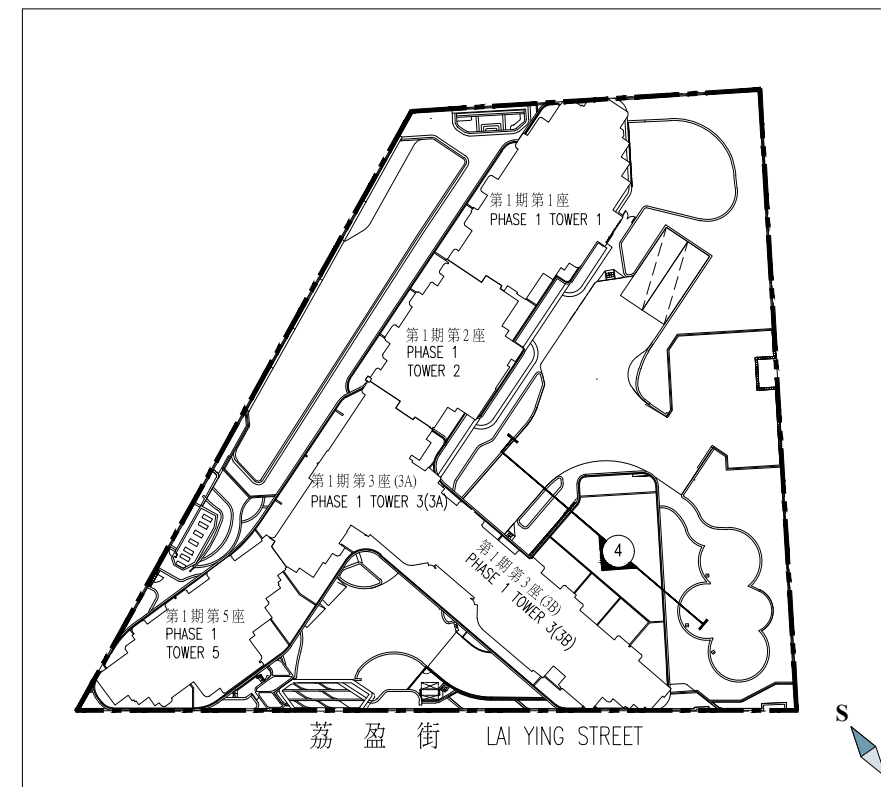 第1期第1座
PHASE 1 TOWER 1
第1期第2座
PHASE 1
TOWER 2
第1期第3座(3A)
PHASE 1 TOWER 3(3A)
第1期第3座(3B)
PHASE 1 TOWER 3(3B)
4
第1期第5座
PHASE 1
TOWER 5
荔盈街 LAI YING STREET
S